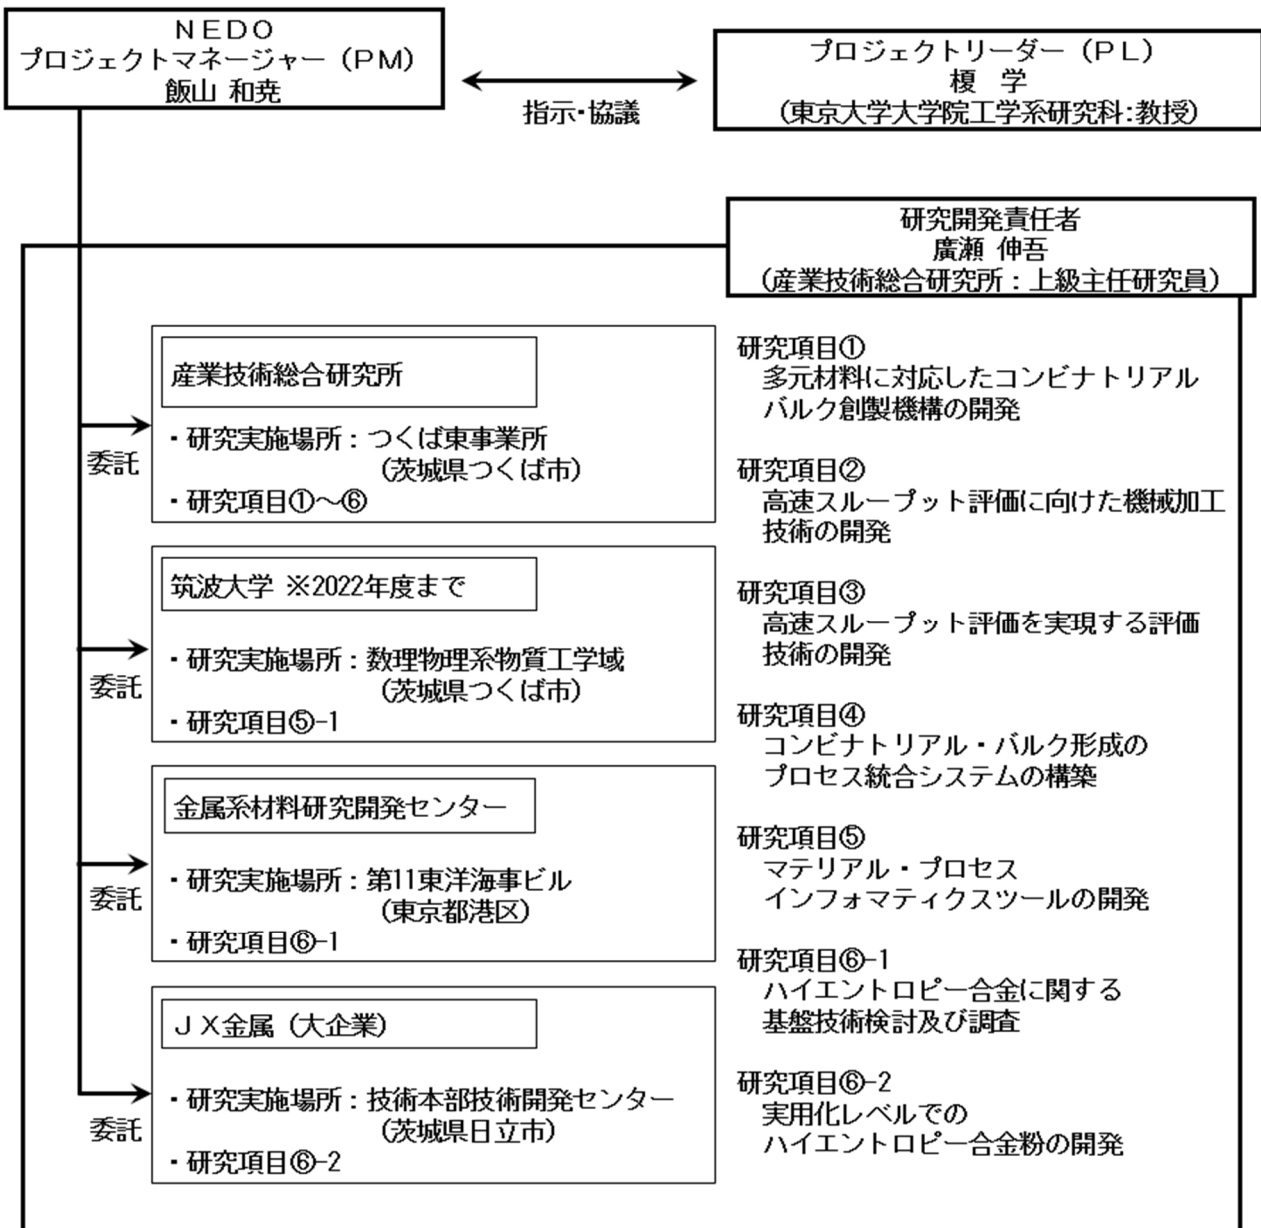 ＮＥＤＯ
プロジェクトマネージャー（ＰＭ）
飯山 和尭
指示・協議
プロジェクトリーダー（ＰＬ）
榎 学
（東京大学大学院工学系研究科:教授）
研究開発責任者
廣瀬 伸吾
（産業技術総合研究所：上級主任研究員）
委託
産業技術総合研究所
・研究実施場所：つくば東事業所
（茨城県つくば市）
・研究項目①～⑥
委託
筑波大学 ※2022年度まで
・研究実施場所：数理物理系物質工学域
（茨城県つくば市）
・研究項目⑤-1
委託
金属系材料研究開発センター
・研究実施場所：第11東洋海事ビル
（東京都港区）
・研究項目⑥-1
委託
ＪＸ金属（大企業）
・研究実施場所：技術本部技術開発センター
（茨城県日立市）
・研究項目⑥-2
研究項目①
多元材料に対応したコンビナトリアル
バルク創製機構の開発
研究項目②
高速スループット評価に向けた機械加工
技術の開発
研究項目③
高速スループット評価を実現する評価
技術の開発
研究項目④
コンビナトリアル・バルク形成の
プロセス統合システムの構築
研究項目⑤
マテリアル・プロセス
インフォマティクスツールの開発
研究項目⑥-1
ハイエントロピー合金に関する
基盤技術検討及び調査
研究項目⑥-2
実用化レベルでの
ハイエントロピー合金粉の開発